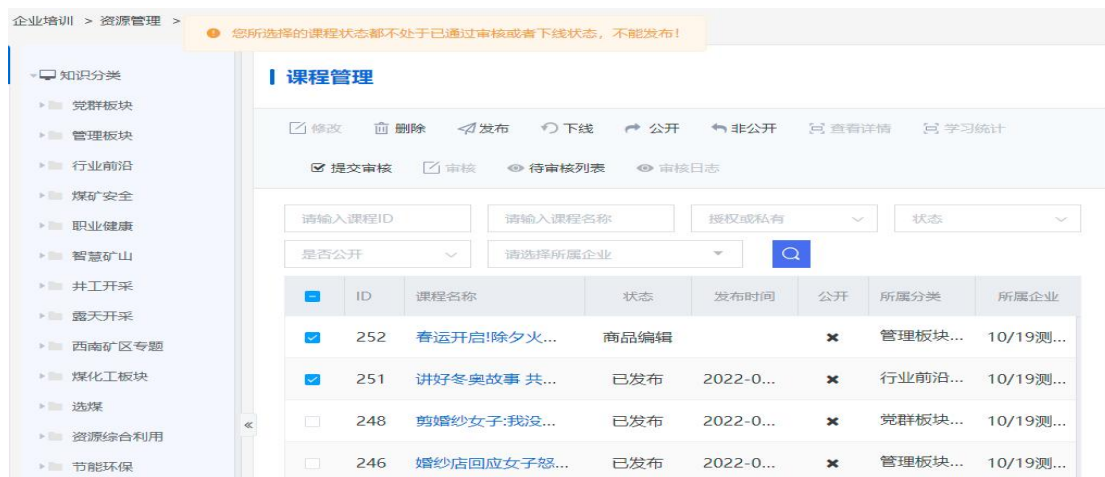 企业培训 > 资源管理 >
您所选择的课程状态都不处于已通过审核或者下线状态，不能发布！
知识分类
党群板块
管理板块
行业前沿
煤矿安全
职业健康
智慧矿山
井工开采
露天开采
西南矿区专题
煤化工板块
选煤
资源综合利用
节能环保
课程管理
修改 删除 发布 下线 公开 非公开 查看详情 学习统计
提交审核 审核 待审核列表 审核日志
请输入课程ID 请输入课程名称 授权或私有 状态
是否公开 请选择所属企业
ID 课程名称 状态 发布时间 公开 所属分类 所属企业
252 春运开启!除夕火... 商品编辑 管理板块... 10/19测...
251 讲好冬奥故事 共... 已发布 2022-0... 行业前沿... 10/19测...
248 剪婚纱女子:我没... 已发布 2022-0... 党群板块... 10/19测...
246 婚纱店回应女子怒... 已发布 2022-0... 管理板块... 10/19测...